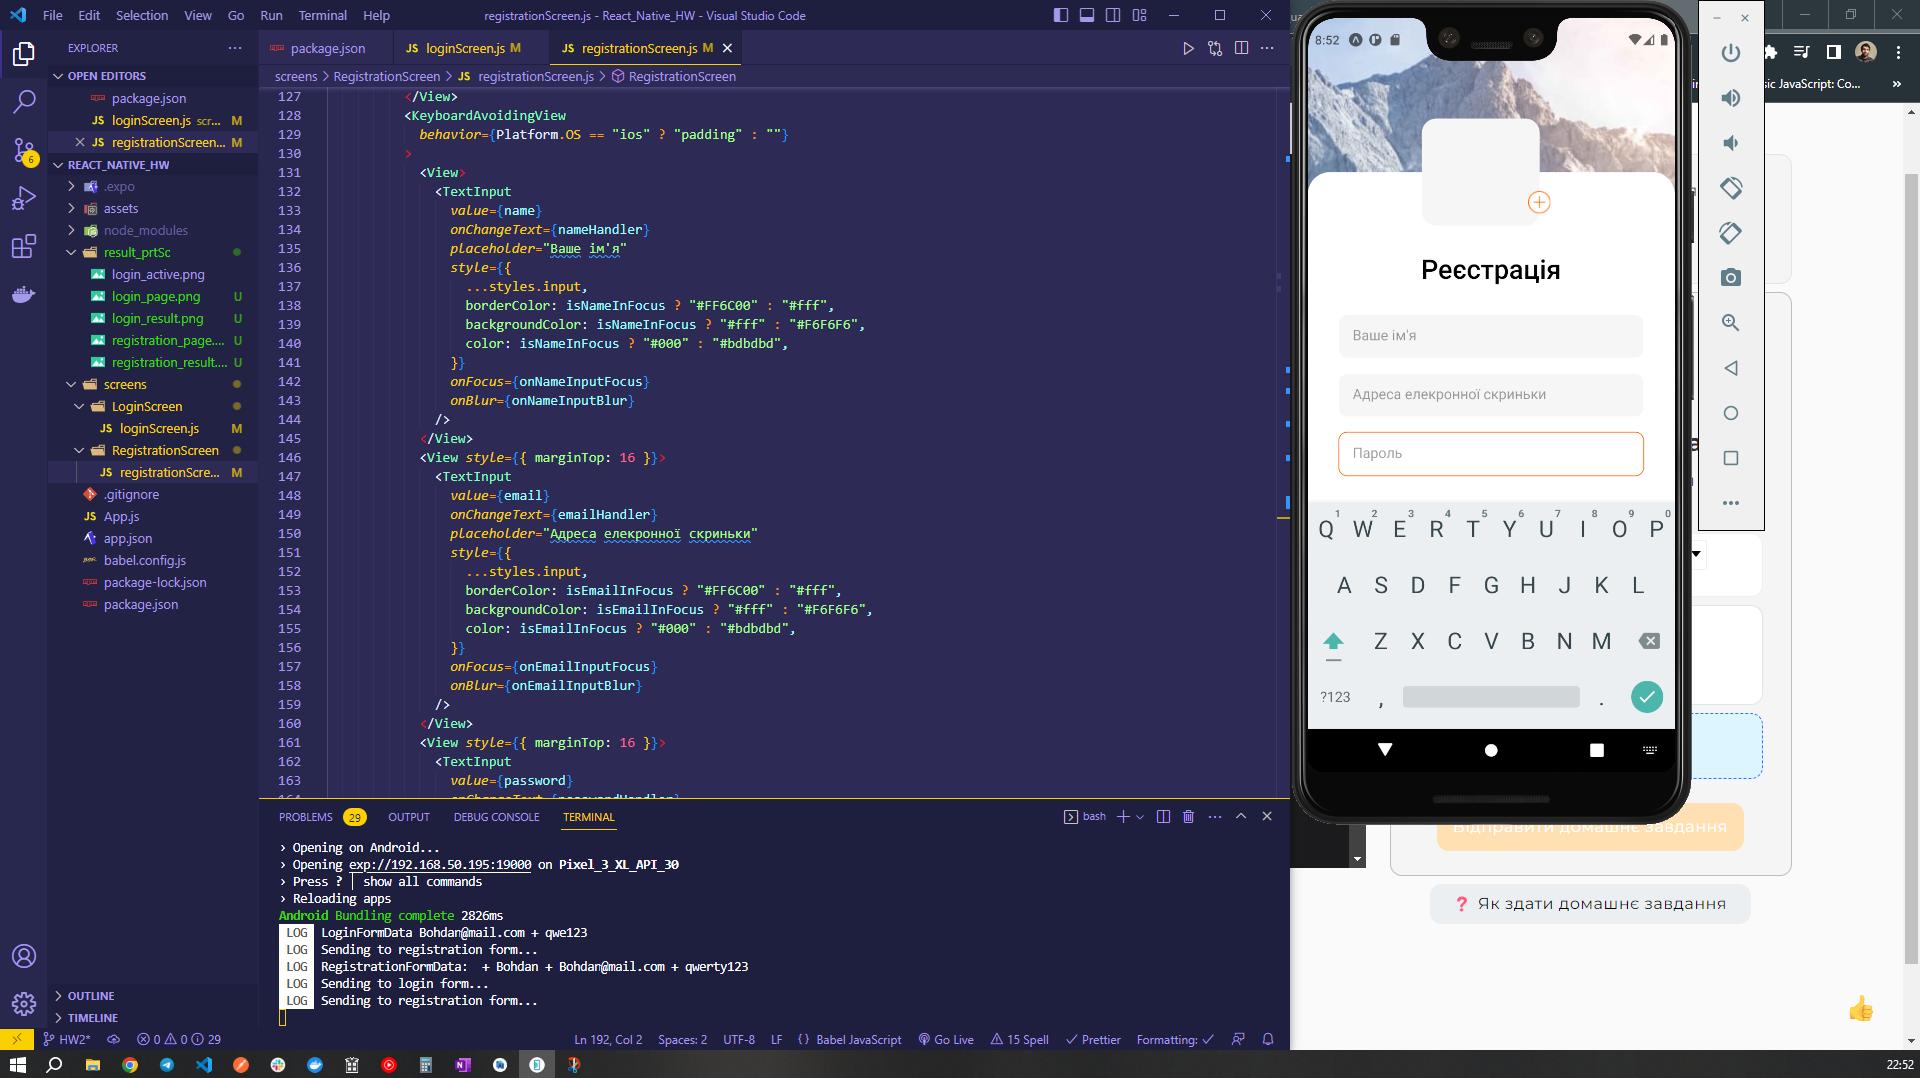 File Edit Selection View Go Run Terminal Help
registrationScreen.js - React_Native_HW - Visual Studio Code
EXPLORER
OPEN EDITORS
package.json
JS loginScreen.js scr... M
JS registrationScreen... M
REACT_NATIVE_HW
.expo
assets
node_modules
result_prtSc
login_active.png
login_page.png U
login_result.png U
registration_page.... U
registration_result.... U
screens
LoginScreen
JS loginScreen.js M
RegistrationScreen
JS registrationScre... M
.gitignore
JS App.js
app.json
babel.config.js
package-lock.json
package.json
OUTLINE
TIMELINE
package.json JS loginScreen.js M JS registrationScreen.js M
screens > RegistrationScreen > JS registrationScreen.js > RegistrationScreen
127 </View>
128 <KeyboardAvoidingView
129 behavior={Platform.OS == "ios" ? "padding" : ""}
130 >
131 <View>
132 <TextInput
133 value={name}
134 onChangeText={nameHandler}
135 placeholder="Ваше ім'я"
136 style={{
137 ...styles.input,
138 borderColor: isNameInFocus ? "#FF6C00" : "#fff",
139 backgroundColor: isNameInFocus ? "#fff" : "#F6F6F6",
140 color: isNameInFocus ? "#000" : "#bdbdbd",
141 }}
142 onFocus={onNameInputFocus}
143 onBlur={onNameInputBlur}
144 />
145 </View>
146 <View style={{ marginTop: 16 }}>
147 <TextInput
148 value={email}
149 onChangeText={emailHandler}
150 placeholder="Адреса елекронної скриньки"
151 style={{
152 ...styles.input,
153 borderColor: isEmailInFocus ? "#FF6C00" : "#fff",
154 backgroundColor: isEmailInFocus ? "#fff" : "#F6F6F6",
155 color: isEmailInFocus ? "#000" : "#bdbdbd",
156 }}
157 onFocus={onEmailInputFocus}
158 onBlur={onEmailInputBlur}
159 />
160 </View>
161 <View style={{ marginTop: 16 }}>
162 <TextInput
163 value={password}
PROBLEMS 29 OUTPUT DEBUG CONSOLE TERMINAL
bash
› Opening on Android...
› Opening exp://192.168.50.195:19000 on Pixel_3_XL_API_30
› Press ? │ show all commands
› Reloading apps
Android Bundling complete 2826ms
LOG LoginFormData Bohdan@mail.com + qwe123
LOG Sending to registration form...
LOG RegistrationFormData: + Bohdan + Bohdan@mail.com + qwerty123
LOG Sending to login form...
LOG Sending to registration form...
6
HW2* 0 0 29
Ln 192, Col 2 Spaces: 2 UTF-8 LF {} Babel JavaScript Go Live 15 Spell Prettier Formatting:
8:52
Реєстрація
Ваше ім'я
Адреса елекронної скриньки
Пароль
1 2 3 4 5 6 7 8 9 0
Q W E R T Y U I O P
A S D F G H J K L
Z X C V B N M
?123 , .
sic JavaScript: Co... »
Відправити домашнє завдання
? Як здати домашнє завдання
22:52